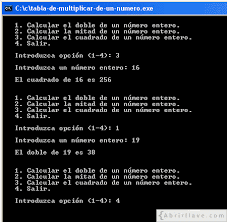 C:\c\tabla-de-multiplicar-de-un-numero.exe
1. Calcular el doble de un número entero.
2. Calcular la mitad de un número entero.
3. Calcular el cuadrado de un número entero.
4. Salir.
Introduzca opción (1-4): 3
Introduzca un número entero: 16
El cuadrado de 16 es 256
1. Calcular el doble de un número entero.
2. Calcular la mitad de un número entero.
3. Calcular el cuadrado de un número entero.
4. Salir.
Introduzca opción (1-4): 1
Introduzca un número entero: 19
El doble de 19 es 38
1. Calcular el doble de un número entero.
2. Calcular la mitad de un número entero.
3. Calcular el cuadrado de un número entero.
4. Salir.
Introduzca opción (1-4): 4
{Abrirllave.com